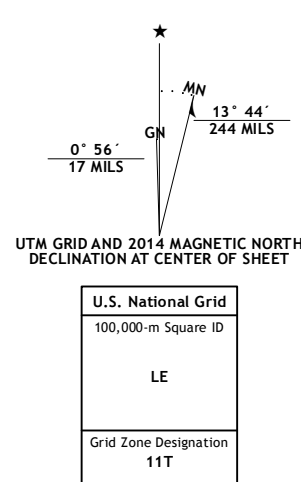 ★
MN
13° 44´
244 MILS
GN
0° 56´
17 MILS
UTM GRID AND 2014 MAGNETIC NORTH
DECLINATION AT CENTER OF SHEET
U.S. National Grid
100,000-m Square ID
LE
Grid Zone Designation
11T